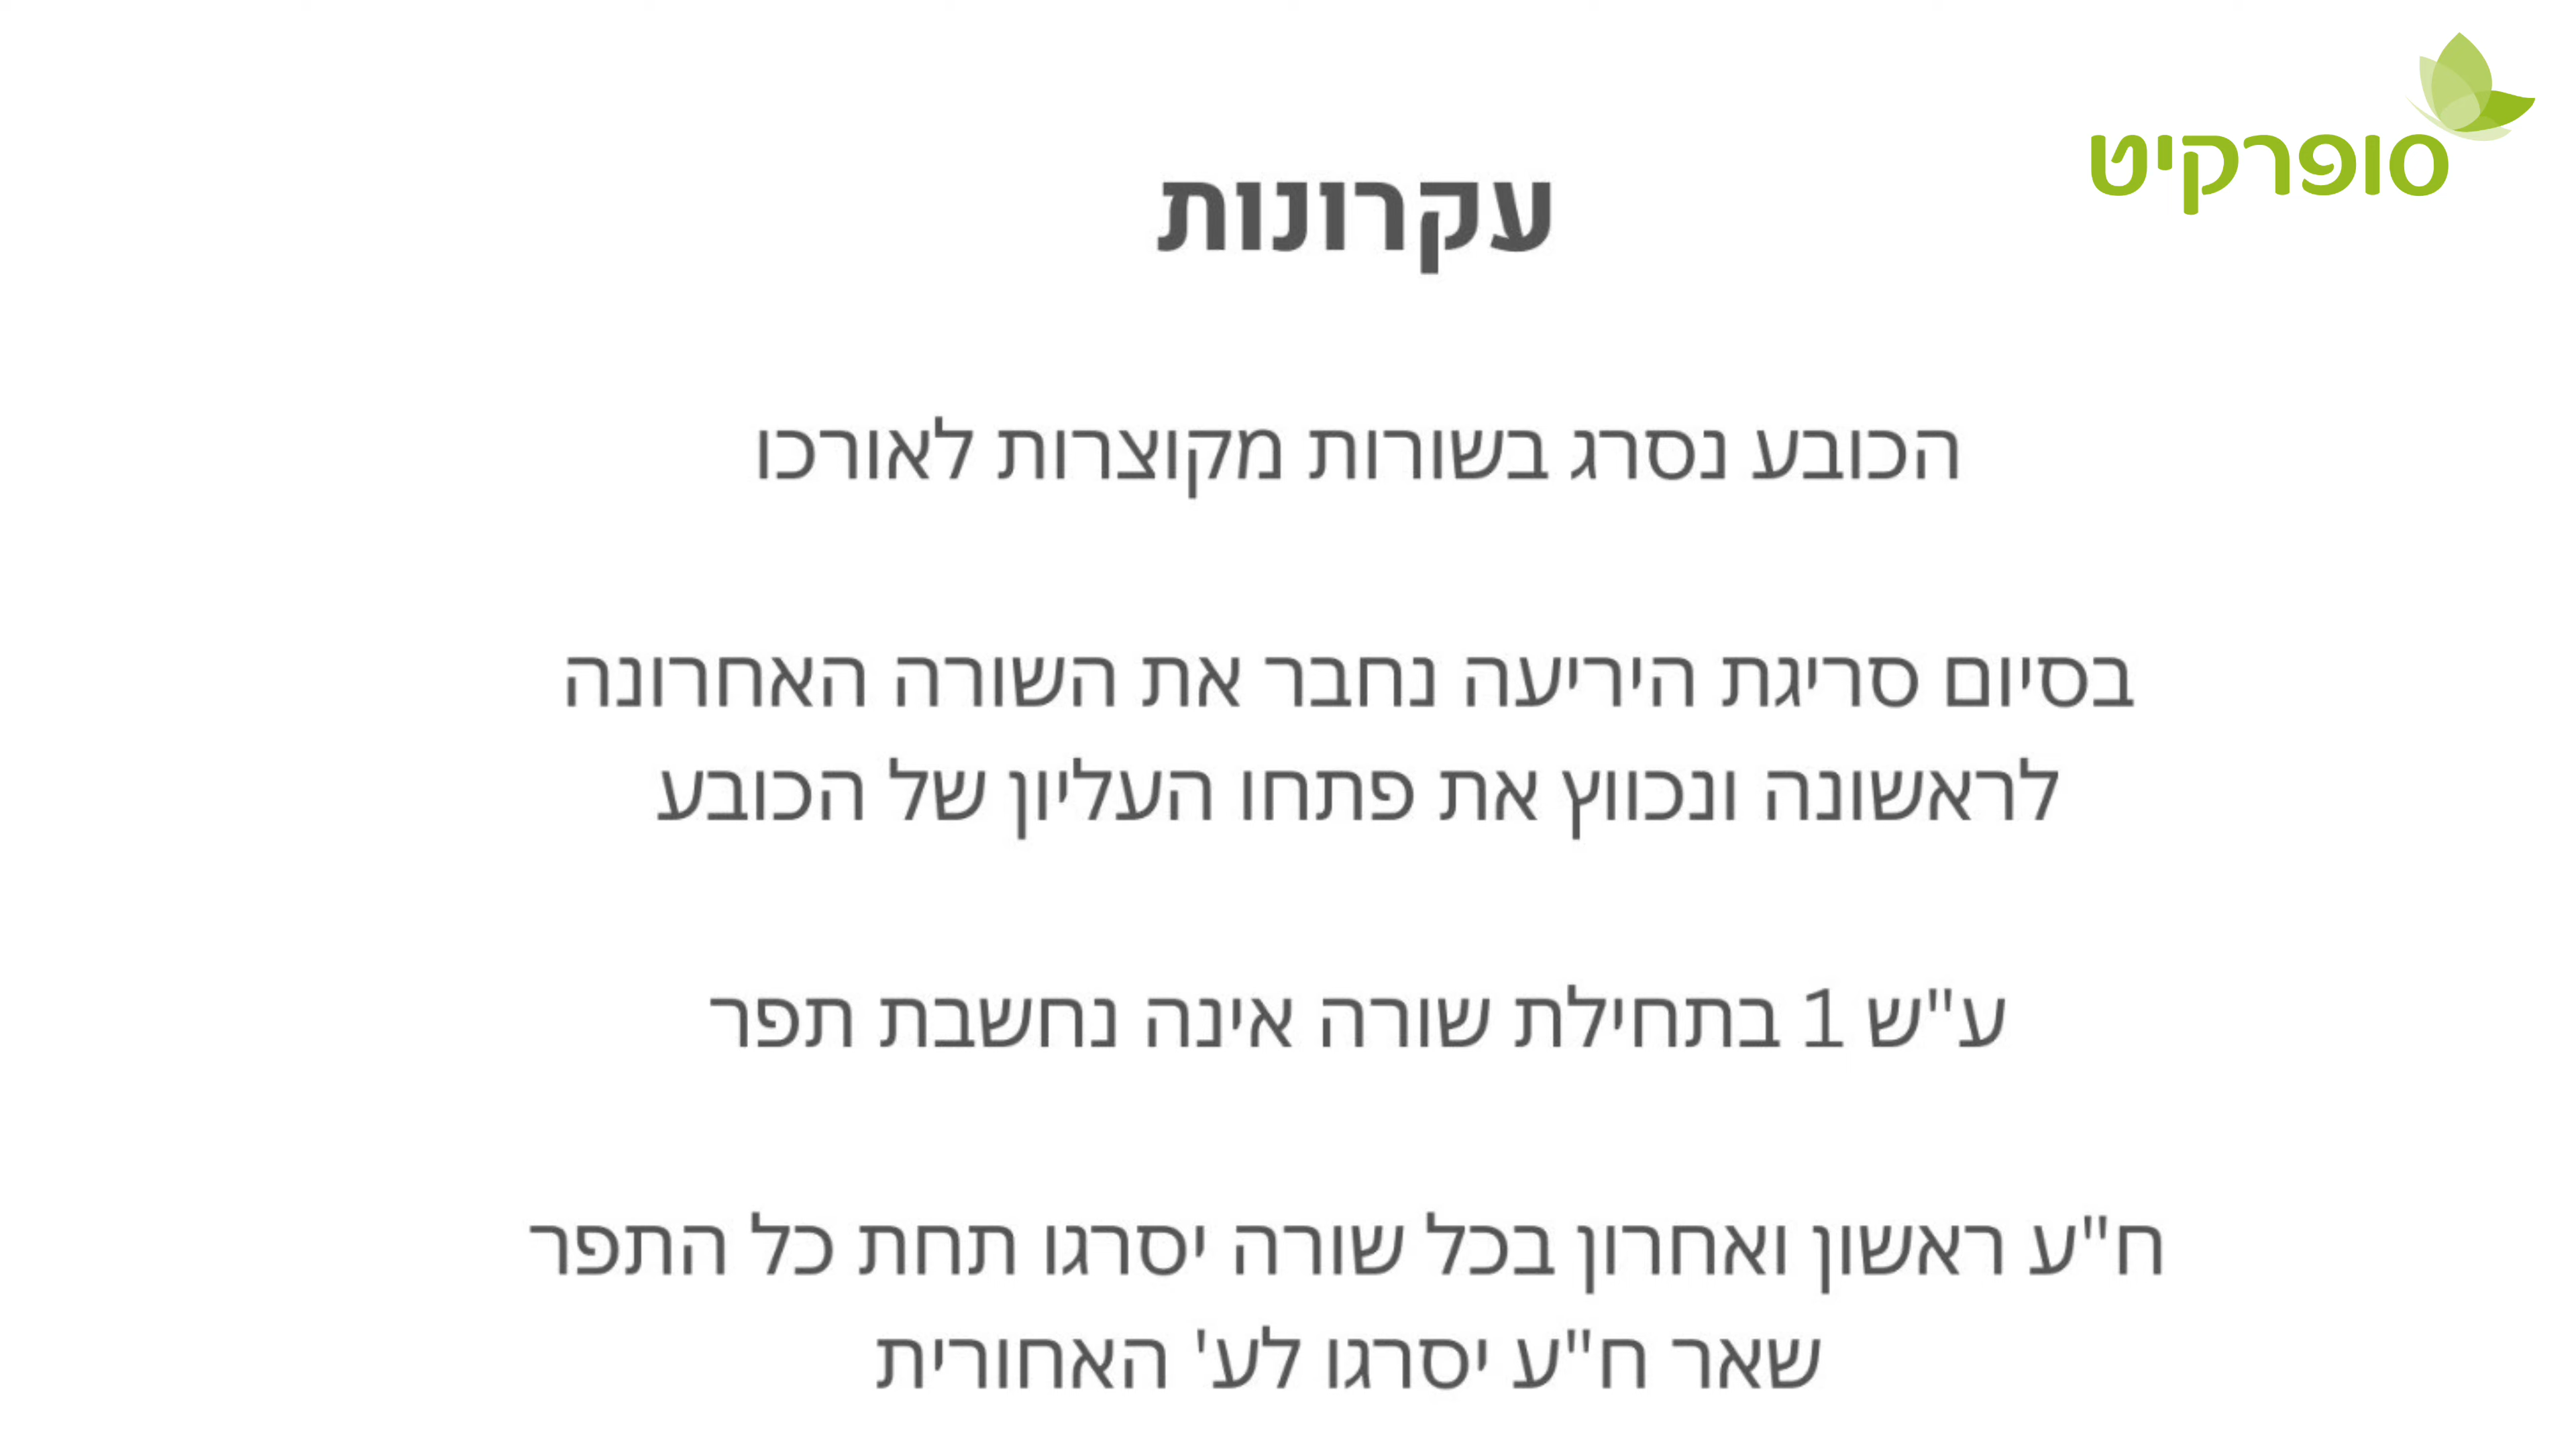 סופרקיט
עקרונות
הכובע נסרג בשורות מקוצרות לאורכו
בסיום סריגת היריעה נחבר את השורה האחרונה
לראשונה ונכווץ את פתחו העליון של הכובע
ע"ש 1 בתחילת שורה אינה נחשבת תפר
ח"ע ראשון ואחרון בכל שורה יסרגו תחת כל התפר
שאר ח"ע יסרגו לע' האחורית